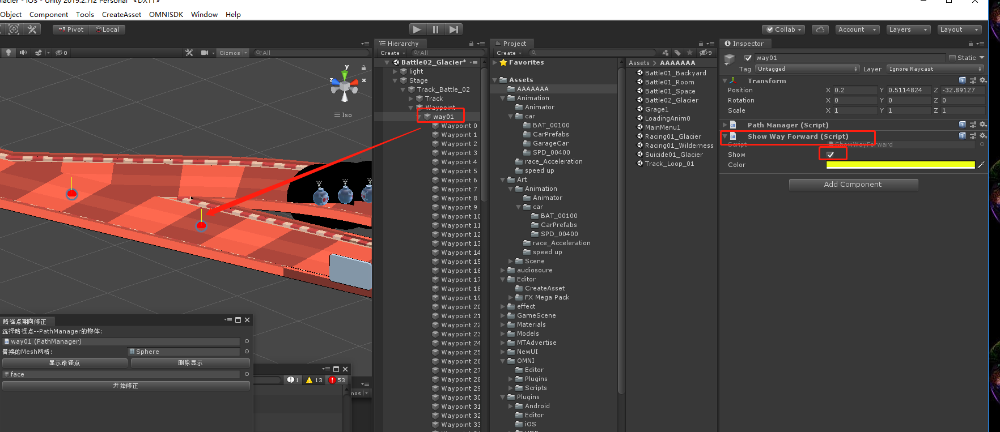 Glacier - iOS - Unity 2019.2.7f2 Personal <DX11>
Object Component Tools CreateAsset OMNISDK Window Help
Pivot Local
Collab Account Layers Layout
Gizmos All
0
y
z x
Iso
Hierarchy
Create All
Battle02_Glacier*
light
Stage
Track_Battle_02
Track
Waypoint
way01
Waypoint 0
Waypoint 1
Waypoint 2
Waypoint 3
Waypoint 4
Waypoint 5
Waypoint 6
Waypoint 7
Waypoint 8
Waypoint 9
Waypoint 10
Waypoint 11
Waypoint 12
Waypoint 13
Waypoint 14
Waypoint 15
Waypoint 16
Waypoint 17
Waypoint 18
Waypoint 19
Waypoint 20
Waypoint 21
Waypoint 22
Waypoint 23
Waypoint 24
Waypoint 25
Waypoint 26
Waypoint 27
Waypoint 28
Waypoint 29
Waypoint 30
Waypoint 31
Waypoint 32
Waypoint 33
Project
Create
9
Favorites
Assets
AAAAAAA
Animation
Animator
car
BAT_00100
CarPrefabs
GarageCar
SPD_00400
race_Acceleration
speed up
Art
Animation
Animator
car
BAT_00100
CarPrefabs
SPD_00400
race_Acceleration
speed up
Scene
audiosoure
Editor
CreateAsset
FX Mega Pack
effect
GameScene
Materials
Models
MTAdvertise
NewUI
OMNI
Editor
Plugins
Scripts
Plugins
Android
Editor
iOS
Assets > AAAAAAA
Battle01_Backyard
Battle01_Room
Battle01_Space
Battle02_Glacier
Grage1
LoadingAnim0
MainMenu1
Racing01_Glacier
Racing01_Wilderness
Suicide01_Glacier
Track_Loop_01
Inspector
way01 Static
Tag Untagged Layer Ignore Raycast
Transform
Position X 0.2 Y 0.5114824 Z -32.89127
Rotation X 0 Y 0 Z 0
Scale X 1 Y 1 Z 1
Path Manager (Script)
Show Way Forward (Script)
Script ShowWayForward
Show
Color
Add Component
路径点朝向修正
选择路径点--PathManager的物体:
way01 (PathManager)
替换的Mesh网格: Sphere
显示路径点 删除显示
face
开始修正
1 13 53